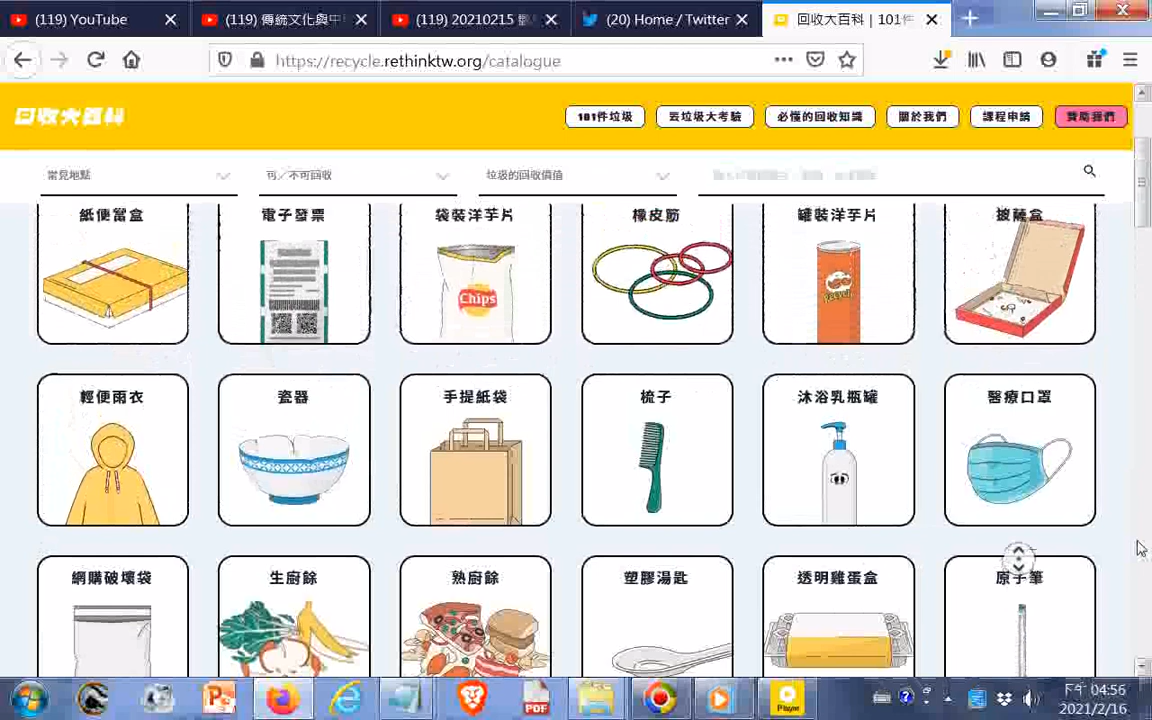 (119) YouTube
(119) 傳統文化與中
(119) 20210215
(20) Home / Twitter
回收大百科 | 101件
https://recycle.rethinktw.org/catalogue
回收大百科
101件垃圾
丟垃圾大考驗
必懂的回收知識
關於我們
課程申請
贊助我們
常見地點
可／不可回收
垃圾的回收價值
紙便當盒
電子發票
袋裝洋芋片
橡皮筋
罐裝洋芋片
披薩盒
Chips
輕便雨衣
瓷器
手提紙袋
梳子
沐浴乳瓶罐
醫療口罩
網購破壞袋
生廚餘
熟廚餘
塑膠湯匙
透明雞蛋盒
原子筆
PDF
Player
下午 04:56
2021/2/16